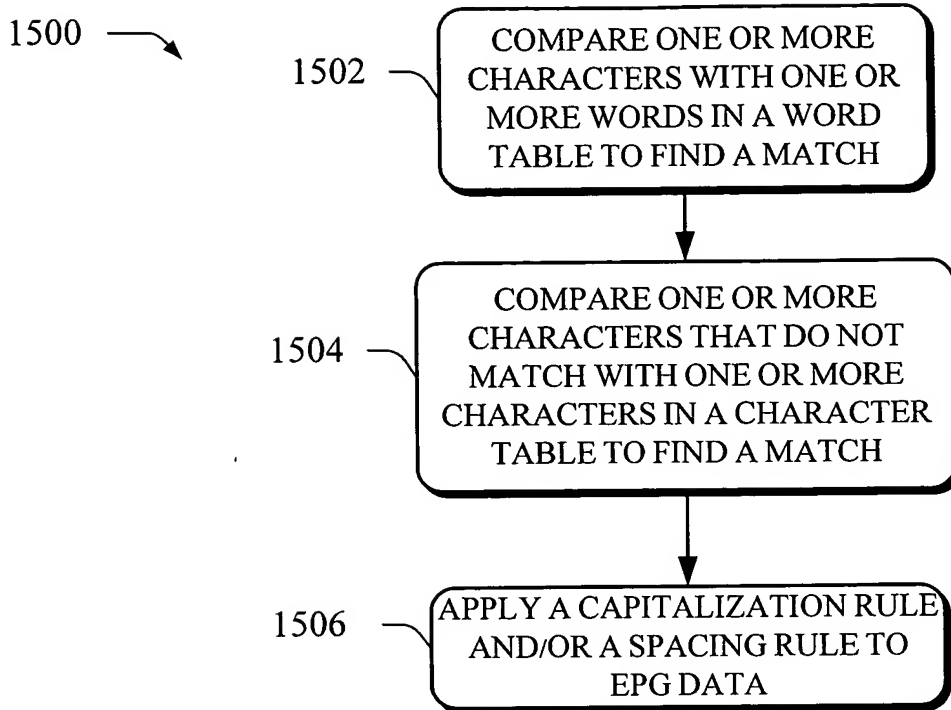 1500
1502
COMPARE ONE OR MORE
CHARACTERS WITH ONE OR
MORE WORDS IN A WORD
TABLE TO FIND A MATCH
1504
COMPARE ONE OR MORE
CHARACTERS THAT DO NOT
MATCH WITH ONE OR MORE
CHARACTERS IN A CHARACTER
TABLE TO FIND A MATCH
1506
APPLY A CAPITALIZATION RULE
AND/OR A SPACING RULE TO
EPG DATA